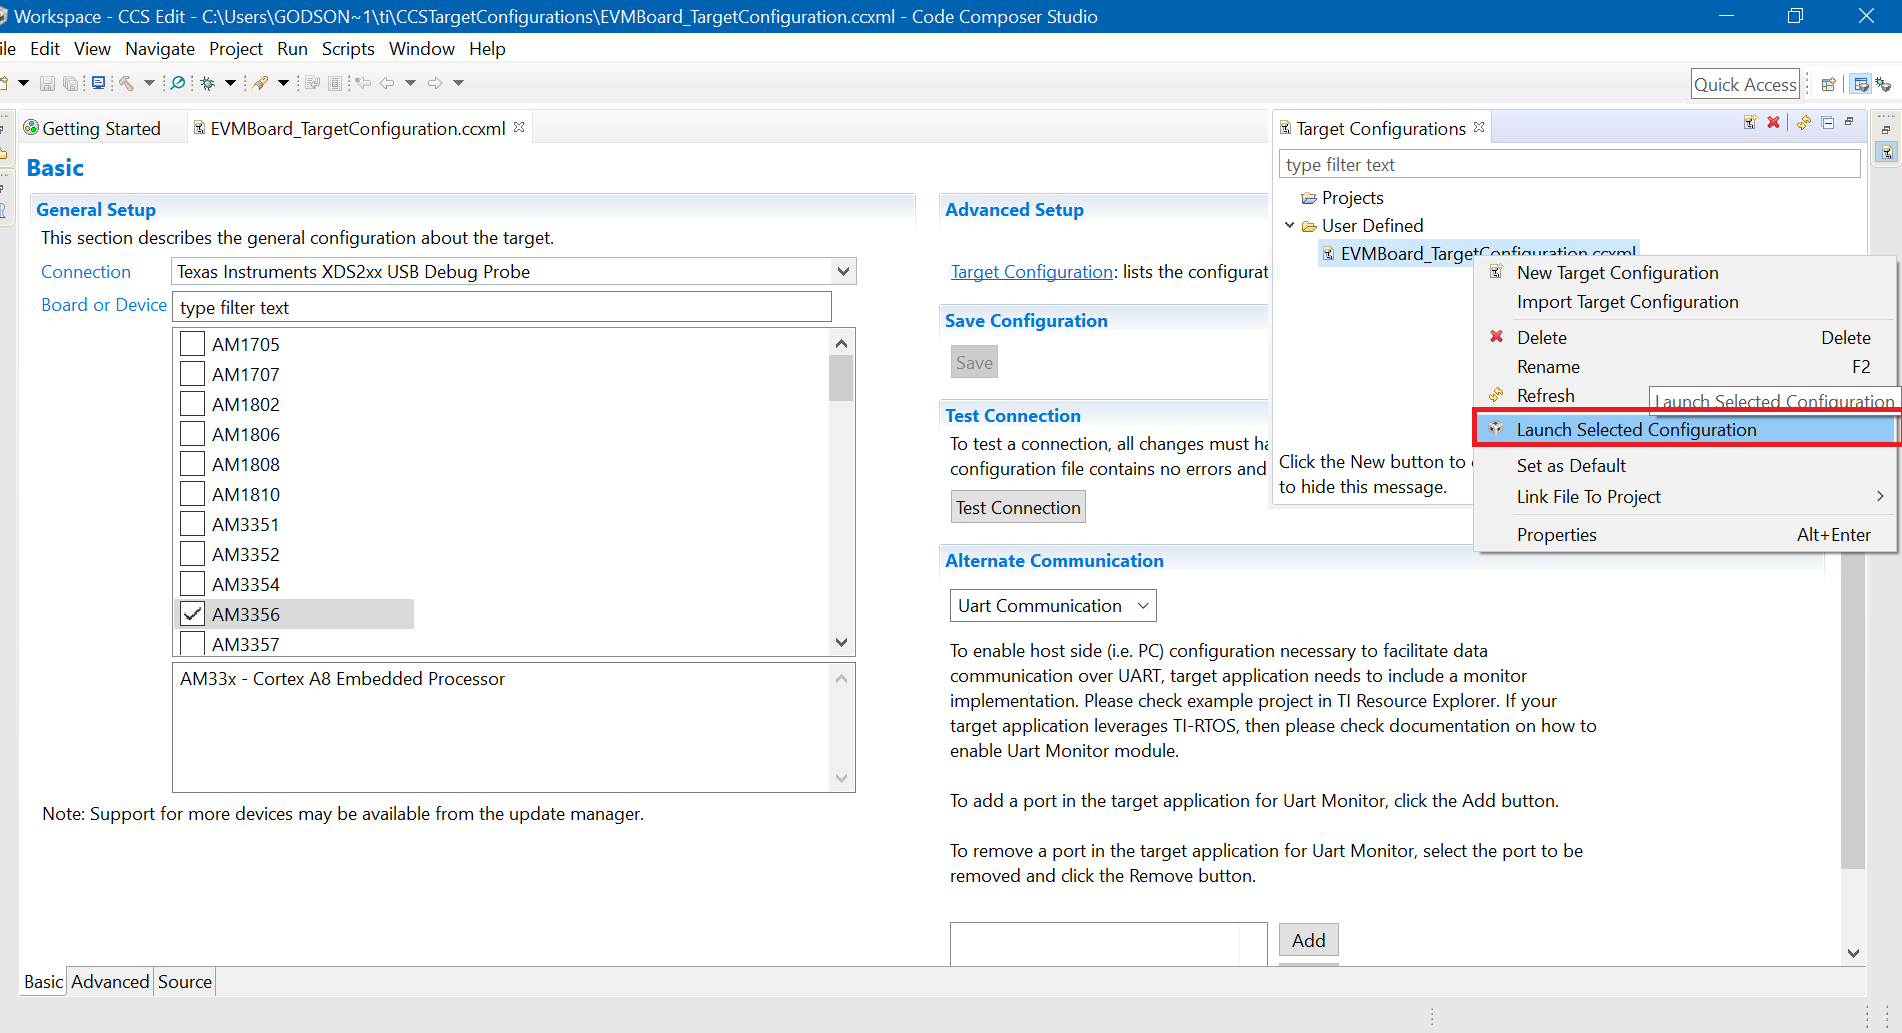 Workspace - CCS Edit - C:\Users\GODSON~1\ti\CCSTargetConfigurations\EVMBoard_TargetConfiguration.ccxml - Code Composer Studio
ile Edit View Navigate Project Run Scripts Window Help
Quick Access
Getting Started
EVMBoard_TargetConfiguration.ccxml
Basic
General Setup
This section describes the general configuration about the target.
Connection
Texas Instruments XDS2xx USB Debug Probe
Board or Device
type filter text
AM1705
AM1707
AM1802
AM1806
AM1808
AM1810
AM3351
AM3352
AM3354
AM3356
AM3357
AM33x - Cortex A8 Embedded Processor
Note: Support for more devices may be available from the update manager.
Advanced Setup
Target Configuration: lists the configurat
Save Configuration
Save
Test Connection
To test a connection, all changes must ha
configuration file contains no errors and
Test Connection
Alternate Communication
Uart Communication
To enable host side (i.e. PC) configuration necessary to facilitate data
communication over UART, target application needs to include a monitor
implementation. Please check example project in TI Resource Explorer. If your
target application leverages TI-RTOS, then please check documentation on how to
enable Uart Monitor module.
To add a port in the target application for Uart Monitor, click the Add button.
To remove a port in the target application for Uart Monitor, select the port to be
removed and click the Remove button.
Add
Target Configurations
type filter text
Projects
User Defined
EVMBoard_TargetConfiguration.ccxml
Click the New button to
to hide this message.
New Target Configuration
Import Target Configuration
Delete Delete
Rename F2
Refresh
Launch Selected Configuration
Launch Selected Configuration
Set as Default
Link File To Project
Properties Alt+Enter
Basic Advanced Source